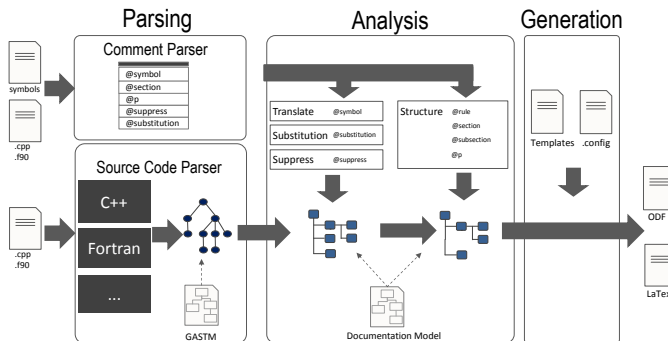 Parsing
Analysis
Generation
Comment Parser
@symbol
@section
@p
@suppress
@substitution
symbols
.cpp
.f90
Translate @symbol
Substitution @substitution
Suppress @suppress
Structure @rule
@section
@subsection
@p
Templates .config
Source Code Parser
C++
Fortran
...
.cpp
.f90
GASTM
Documentation Model
ODF
LaTex